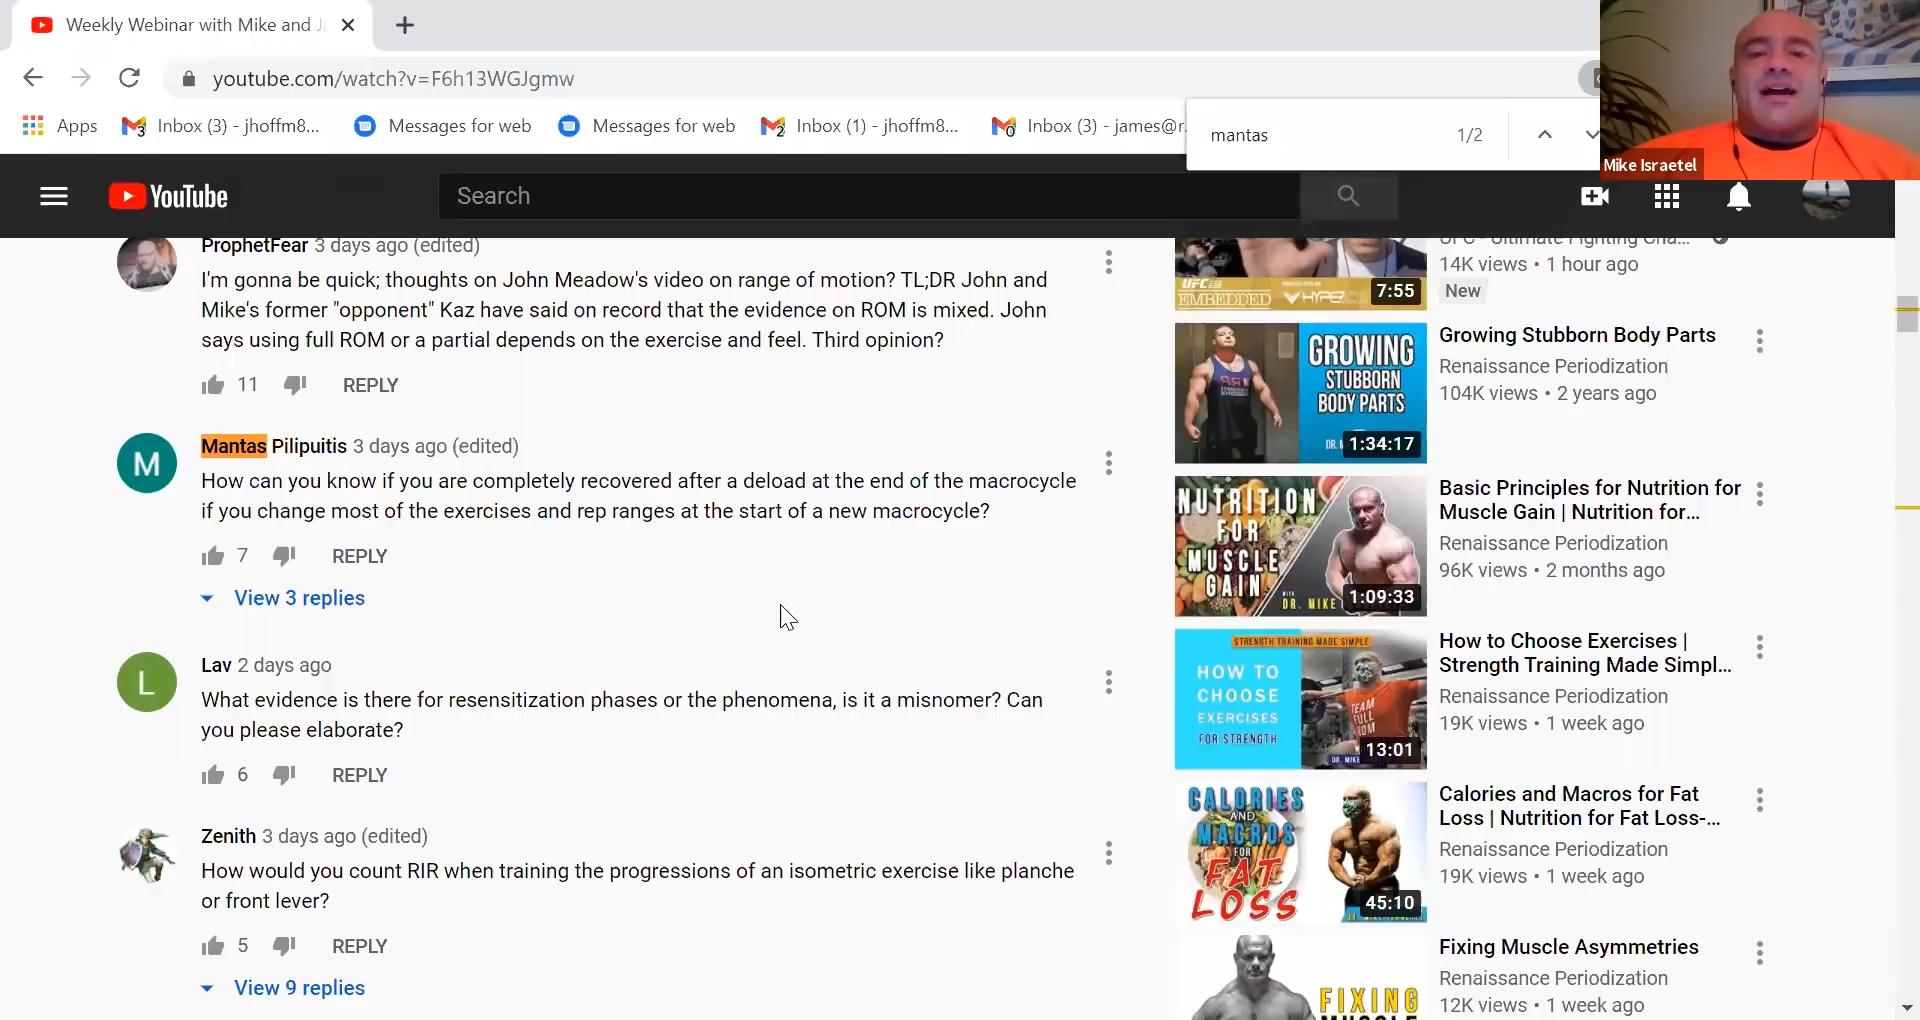 Weekly Webinar with Mike and
youtube.com/watch?v=F6h13WGJgmw
Apps
Inbox (3) - jhoffm8...
Messages for web
Messages for web
Inbox (1) - jhoffm8...
Inbox (3) - james@r
mantas
1/2
Mike Israetel
YouTube
Search
ProphetFear 3 days ago (edited)
I'm gonna be quick; thoughts on John Meadow's video on range of motion? TL;DR John and
Mike's former "opponent" Kaz have said on record that the evidence on ROM is mixed. John
says using full ROM or a partial depends on the exercise and feel. Third opinion?
11 REPLY
M
Mantas Pilipuitis 3 days ago (edited)
How can you know if you are completely recovered after a deload at the end of the macrocycle
if you change most of the exercises and rep ranges at the start of a new macrocycle?
7 REPLY
View 3 replies
L
Lav 2 days ago
What evidence is there for resensitization phases or the phenomena, is it a misnomer? Can
you please elaborate?
6 REPLY
Zenith 3 days ago (edited)
How would you count RIR when training the progressions of an isometric exercise like planche
or front lever?
5 REPLY
View 9 replies
UFC - Ultimate Fighting Cha...
14K views • 1 hour ago
New
UFC
EMBEDDED
7:55
GROWING
STUBBORN
BODY PARTS
1:34:17
Growing Stubborn Body Parts
Renaissance Periodization
104K views • 2 years ago
NUTRITION
FOR
MUSCLE
GAIN
WITH
DR. MIKE
1:09:33
Basic Principles for Nutrition for
Muscle Gain | Nutrition for...
Renaissance Periodization
96K views • 2 months ago
STRENGTH TRAINING MADE SIMPLE
HOW TO
CHOOSE
EXERCISES
FOR STRENGTH
TEAM
FULL
ROM
13:01
How to Choose Exercises |
Strength Training Made Simpl...
Renaissance Periodization
19K views • 1 week ago
CALORIES
AND
MACROS
FOR
FAT
LOSS
45:10
Calories and Macros for Fat
Loss | Nutrition for Fat Loss-...
Renaissance Periodization
19K views • 1 week ago
FIXING
Fixing Muscle Asymmetries
Renaissance Periodization
12K views • 1 week ago